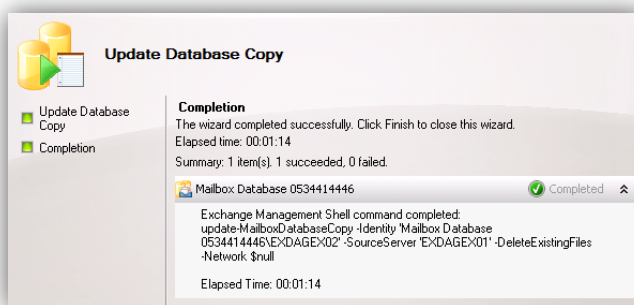 Update Database Copy
Update Database
Copy
Completion
Completion
The wizard completed successfully. Click Finish to close this wizard.
Elapsed time: 00:01:14
Summary: 1 item(s). 1 succeeded, 0 failed.
Mailbox Database 0534414446
Completed
Exchange Management Shell command completed:
update-MailboxDatabaseCopy -Identity 'Mailbox Database
0534414446\EXDAGEX02' -SourceServer 'EXDAGEX01' -DeleteExistingFiles
-Network $null
Elapsed Time: 00:01:14